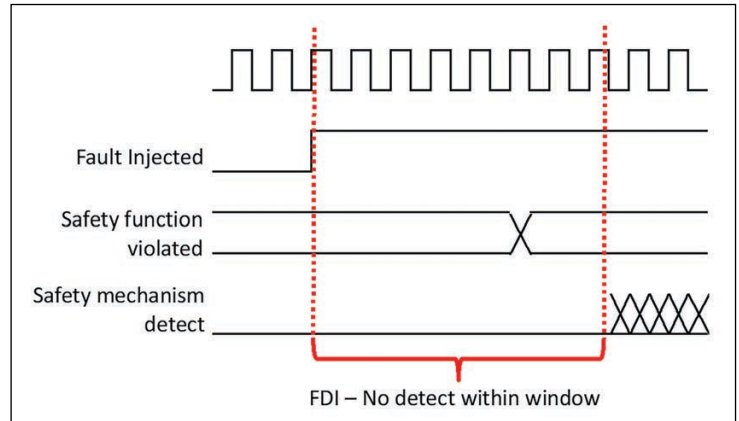 Fault Injected
Safety function
violated
Safety mechanism
detect
FDI – No detect within window